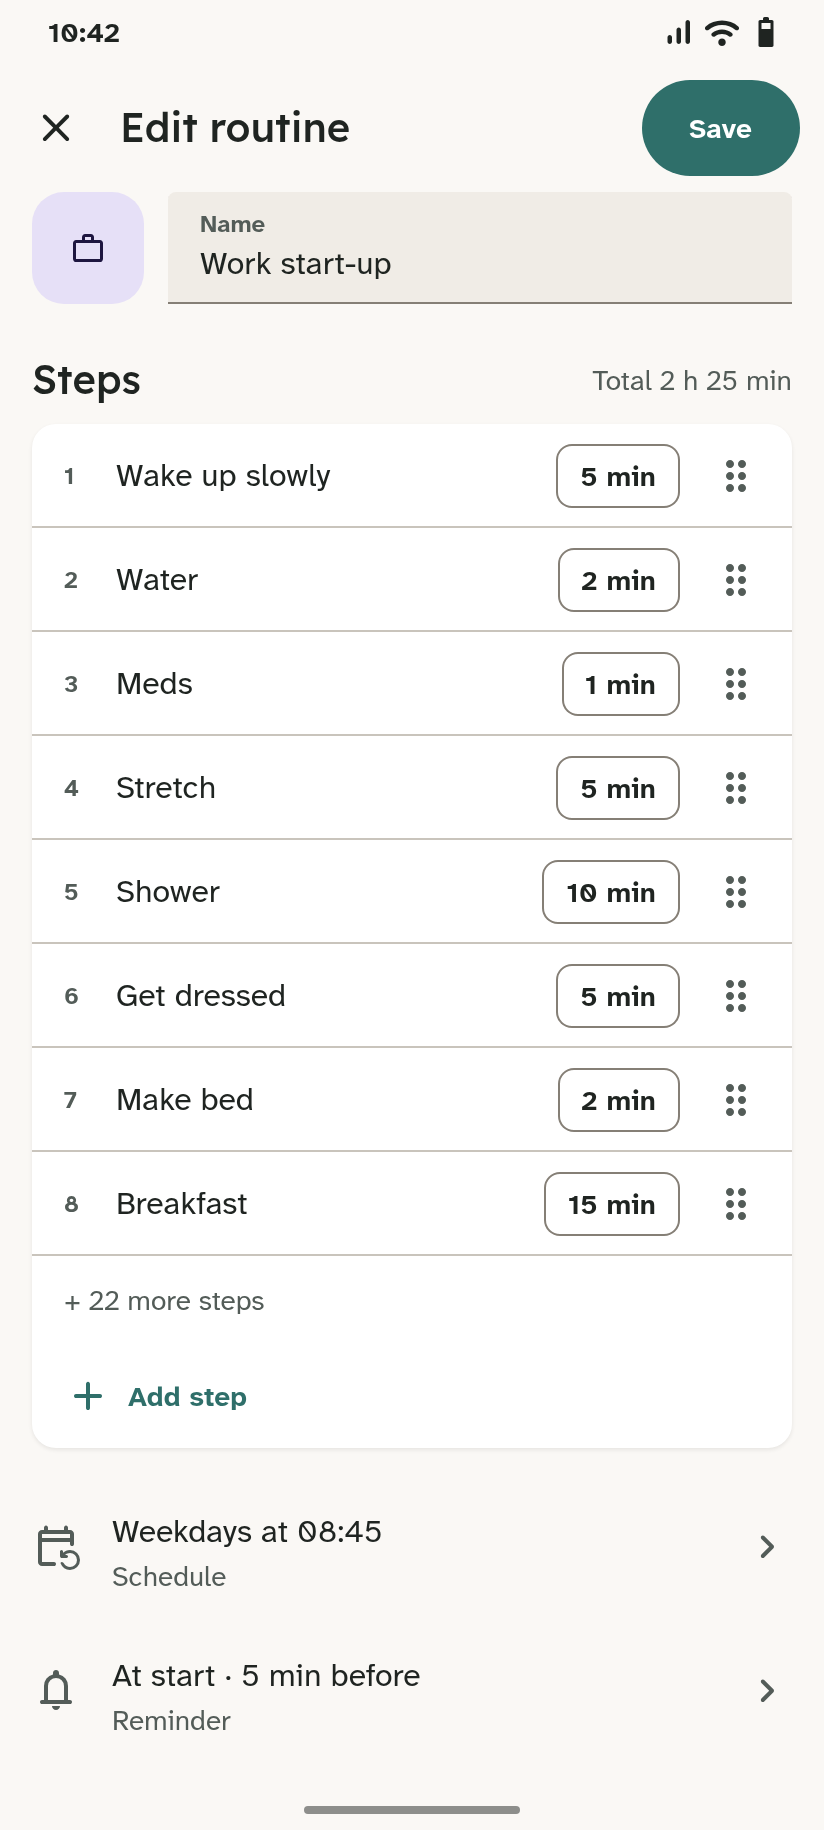 10:42
Edit routine
Save
Name
Work start-up
Steps
Total 2 h 25 min
1 Wake up slowly 5 min
2 Water 2 min
3 Meds 1 min
4 Stretch 5 min
5 Shower 10 min
6 Get dressed 5 min
7 Make bed 2 min
8 Breakfast 15 min
+ 22 more steps
Add step
Weekdays at 08:45
Schedule
At start · 5 min before
Reminder